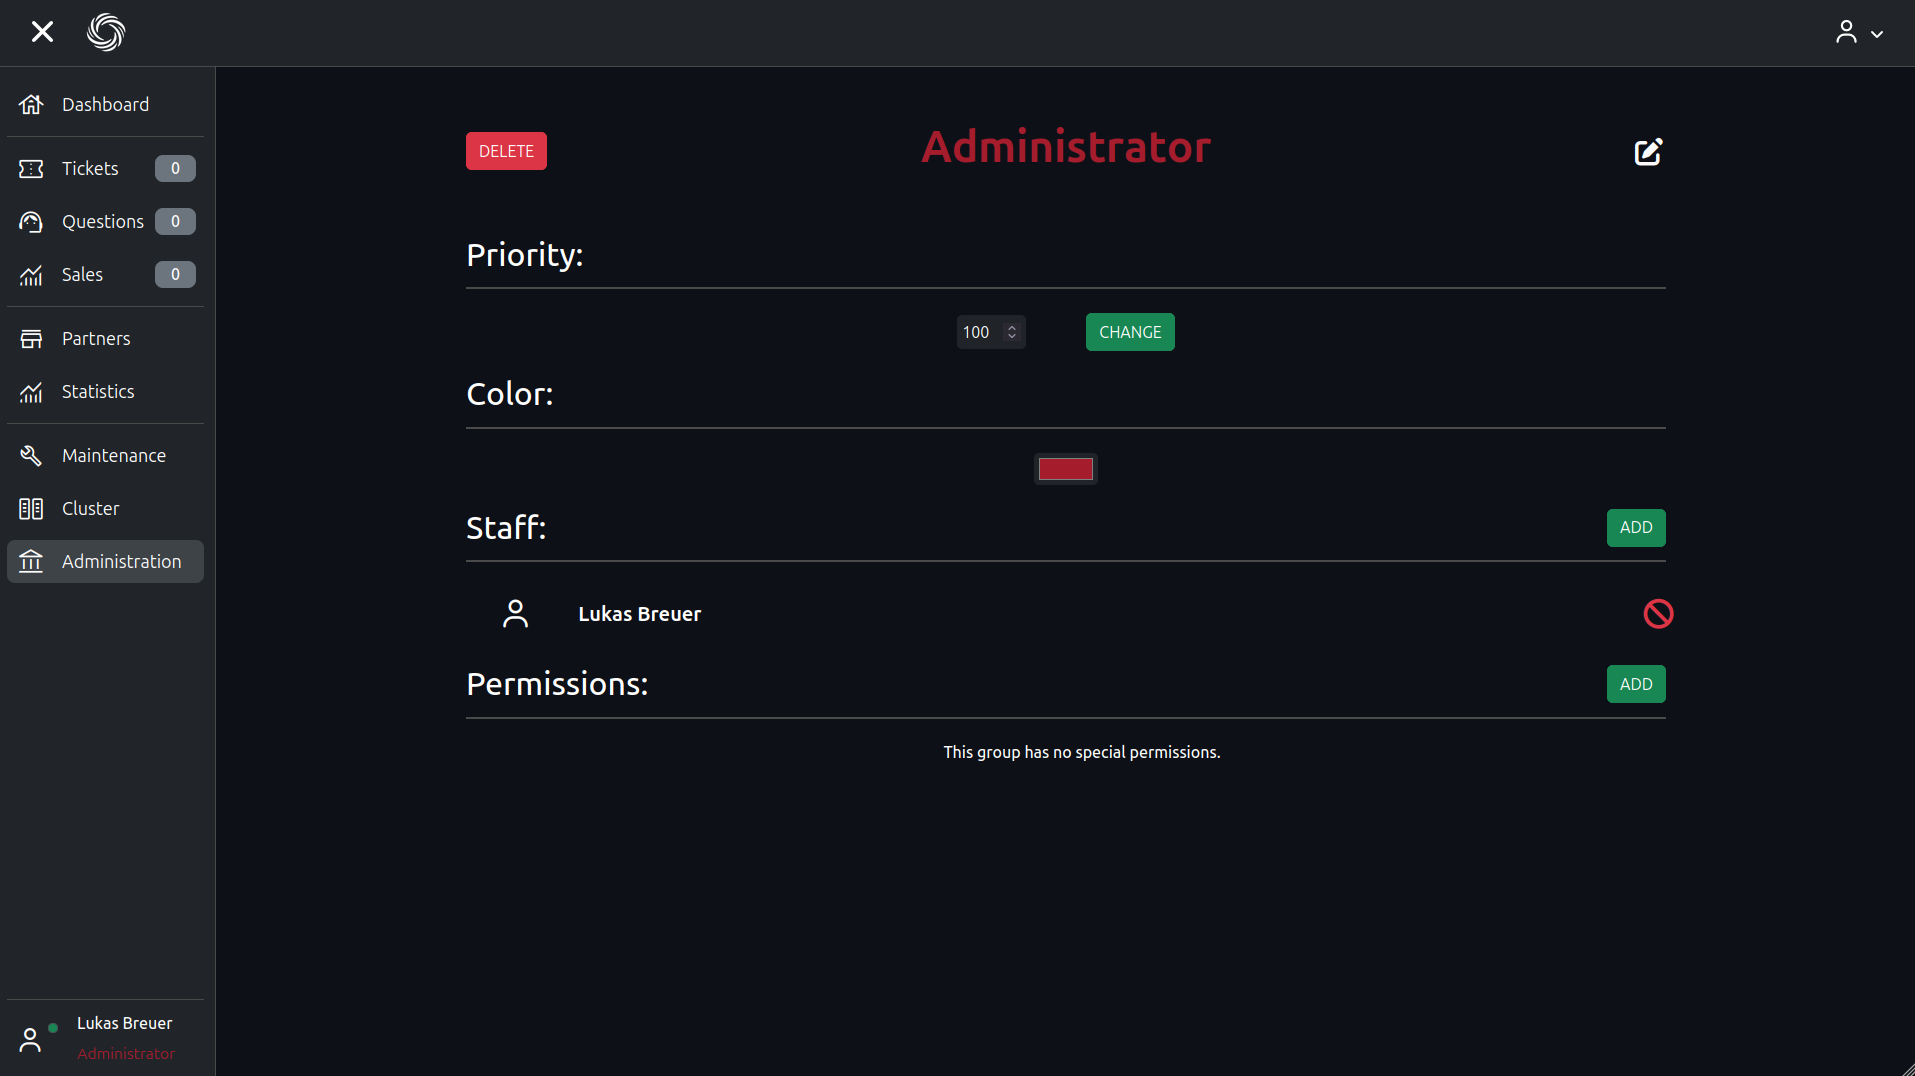 Dashboard
Tickets 0
Questions 0
Sales 0
Partners
Statistics
Maintenance
Cluster
Administration
Lukas Breuer
Administrator
DELETE
Administrator
Priority:
100 CHANGE
Color:
Staff: ADD
Lukas Breuer
Permissions: ADD
This group has no special permissions.